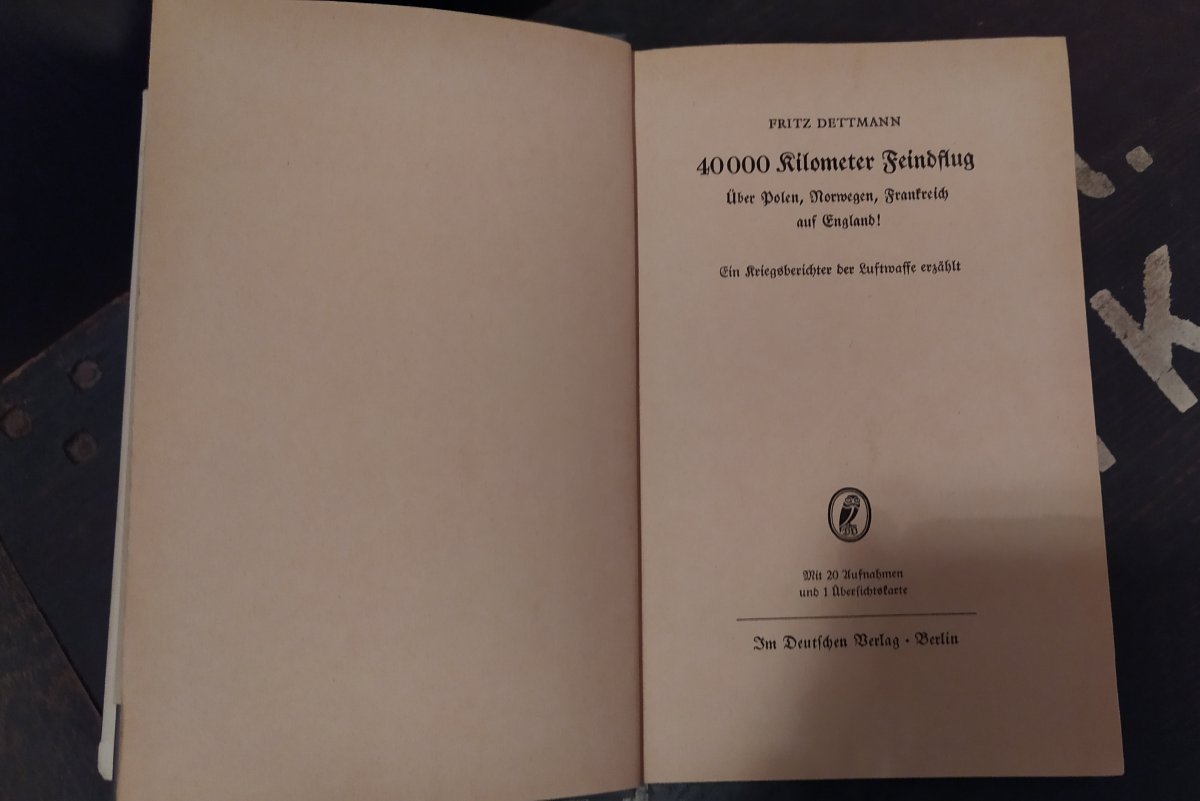 FRITZ DETTMANN
40000 Kilometer Feindflug
Über Polen, Norwegen, Frankreich
auf England!
Ein Kriegsberichter der Luftwaffe erzählt
Mit 20 Aufnahmen
und 1 Übersichtskarte
Im Deutschen Verlag · Berlin
K